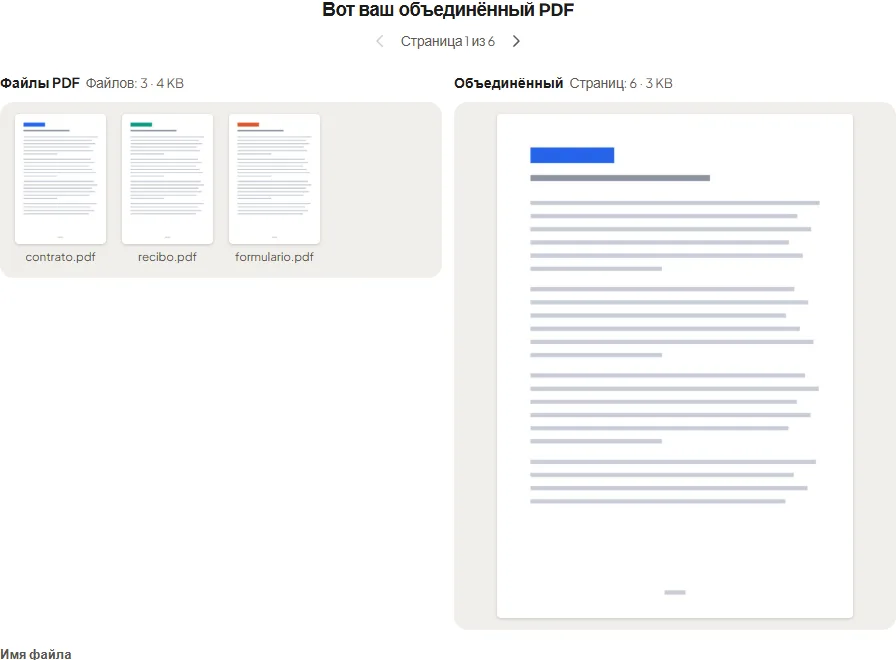 Вот ваш объединённый PDF
Страница 1 из 6
Файлы PDF Файлов: 3 · 4 KB
contrato.pdf recibo.pdf formulario.pdf
Объединённый Страниц: 6 · 3 KB
Имя файла